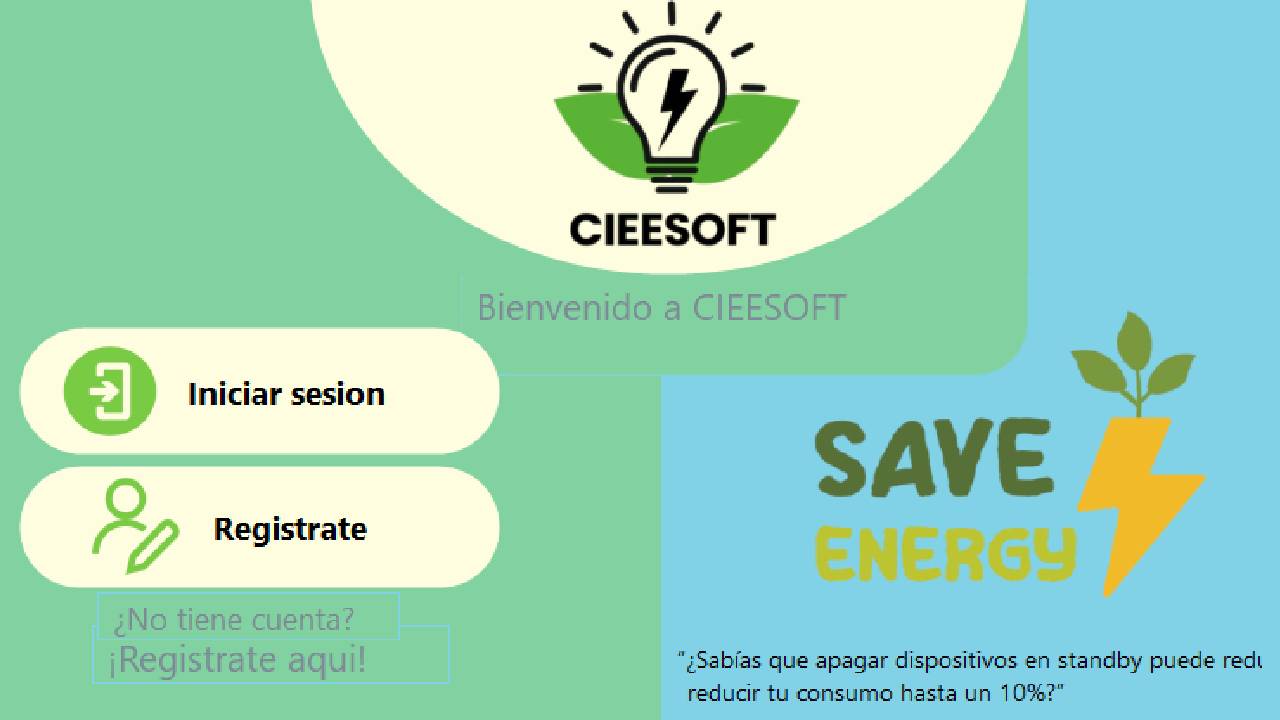 CIEESOFT
Bienvenido a CIEESOFT
Iniciar sesion
Registrate
¿No tiene cuenta?
¡Registrate aqui!
SAVE
ENERGY
“¿Sabías que apagar dispositivos en standby puede redu
reducir tu consumo hasta un 10%?”